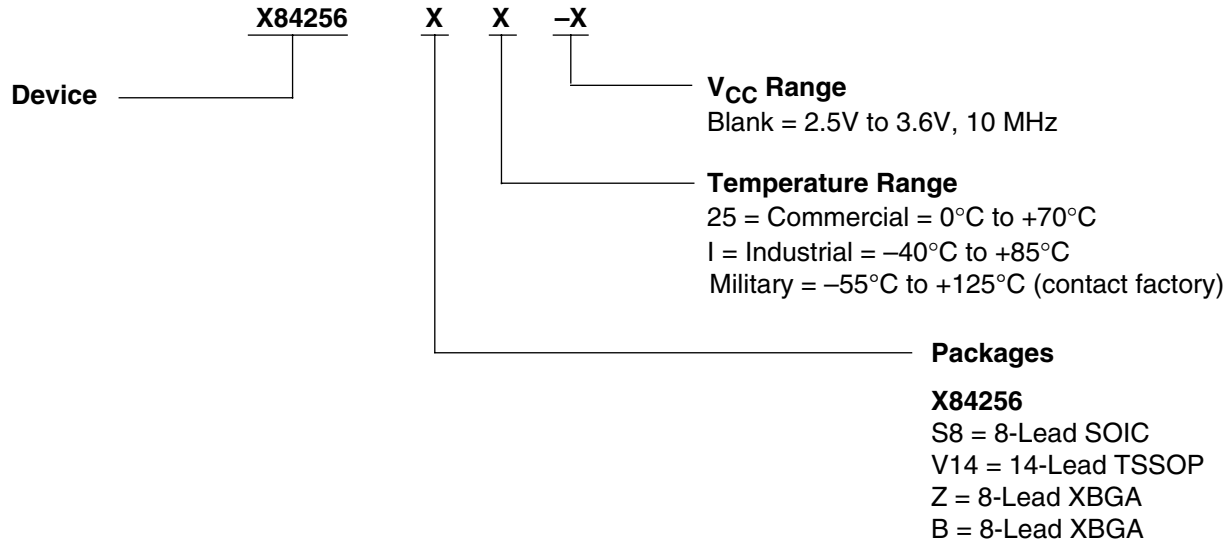 X84256 X X –X
Device
VCC Range
Blank = 2.5V to 3.6V, 10 MHz
Temperature Range
25 = Commercial = 0°C to +70°C
I = Industrial = –40°C to +85°C
Military = –55°C to +125°C (contact factory)
Packages
X84256
S8 = 8-Lead SOIC
V14 = 14-Lead TSSOP
Z = 8-Lead XBGA
B = 8-Lead XBGA